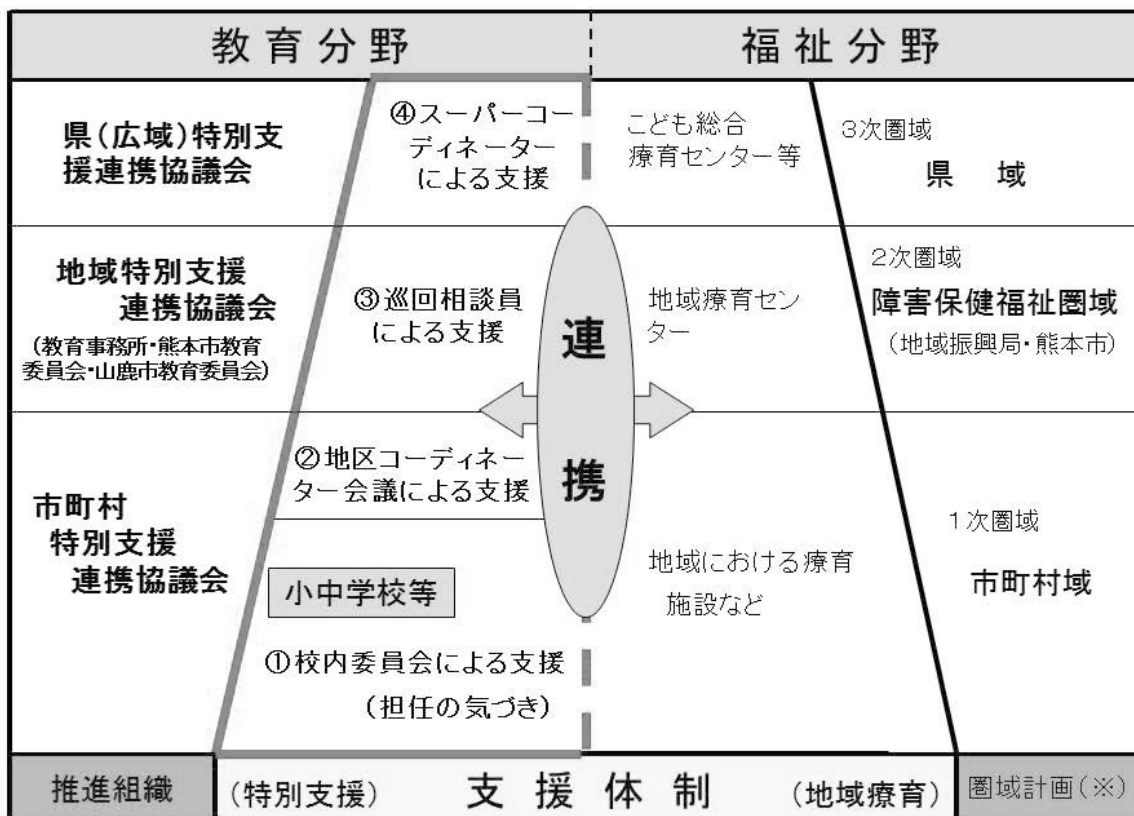 教育分野
福祉分野
県(広域)特別支
援連携協議会
④スーパーコー
ディネーター
による支援
こども総合
療育センター等
3次圏域
県 域
地域特別支援
連携協議会
(教育事務所・熊本市教育
委員会・山鹿市教育委員会)
③巡回相談員
による支援
連
携
地域療育セン
ター
2次圏域
障害保健福祉圏域
(地域振興局・熊本市)
市町村
特別支援
連携協議会
②地区コーディネー
ター会議による支援
小中学校等
①校内委員会による支援
(担任の気づき)
地域における療育
施設など
1次圏域
市町村域
推進組織
(特別支援)
支援体制
(地域療育)
圏域計画(※)